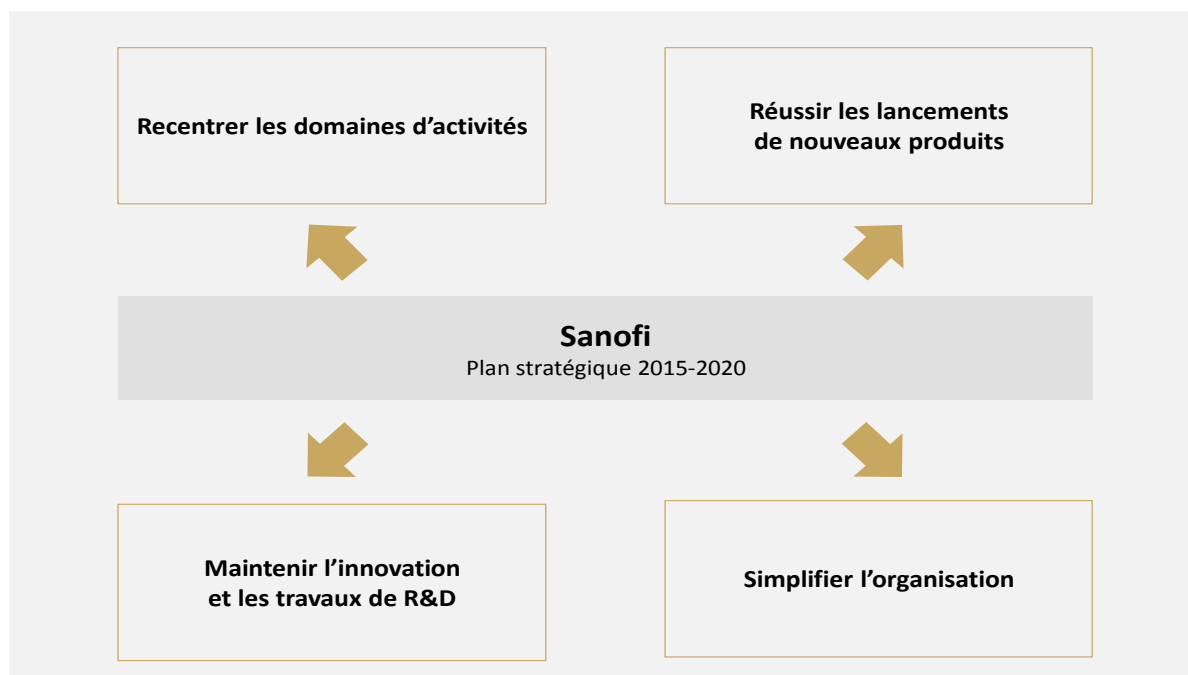 Recentrer les domaines d’activités
Réussir les lancements
de nouveaux produits
Sanofi
Plan stratégique 2015-2020
Maintenir l’innovation
et les travaux de R&D
Simplifier l’organisation